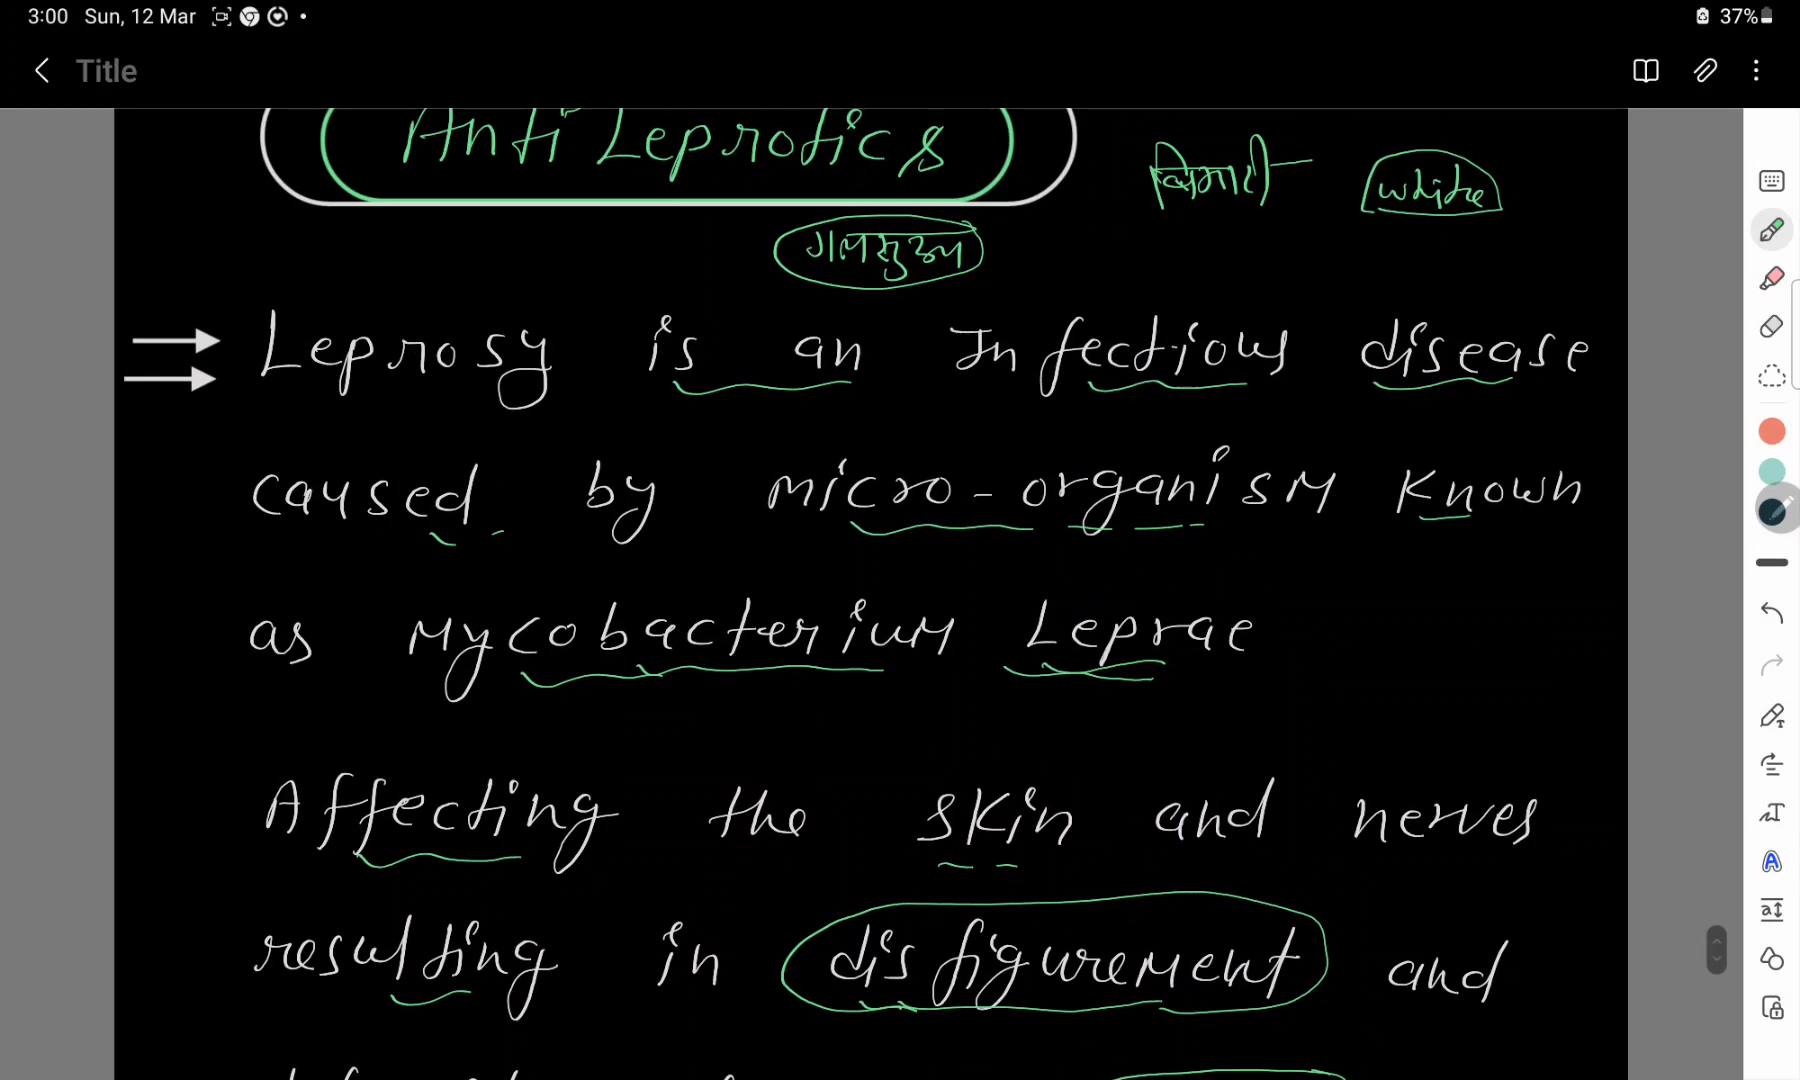 3:00 Sun, 12 Mar 37%
Title
Anti Leprotics
white
Leprosy is an Infectious disease
caused by micro-organism known
as Mycobacterium Leprae
Affecting the skin and nerves
resulting in disfigurement and